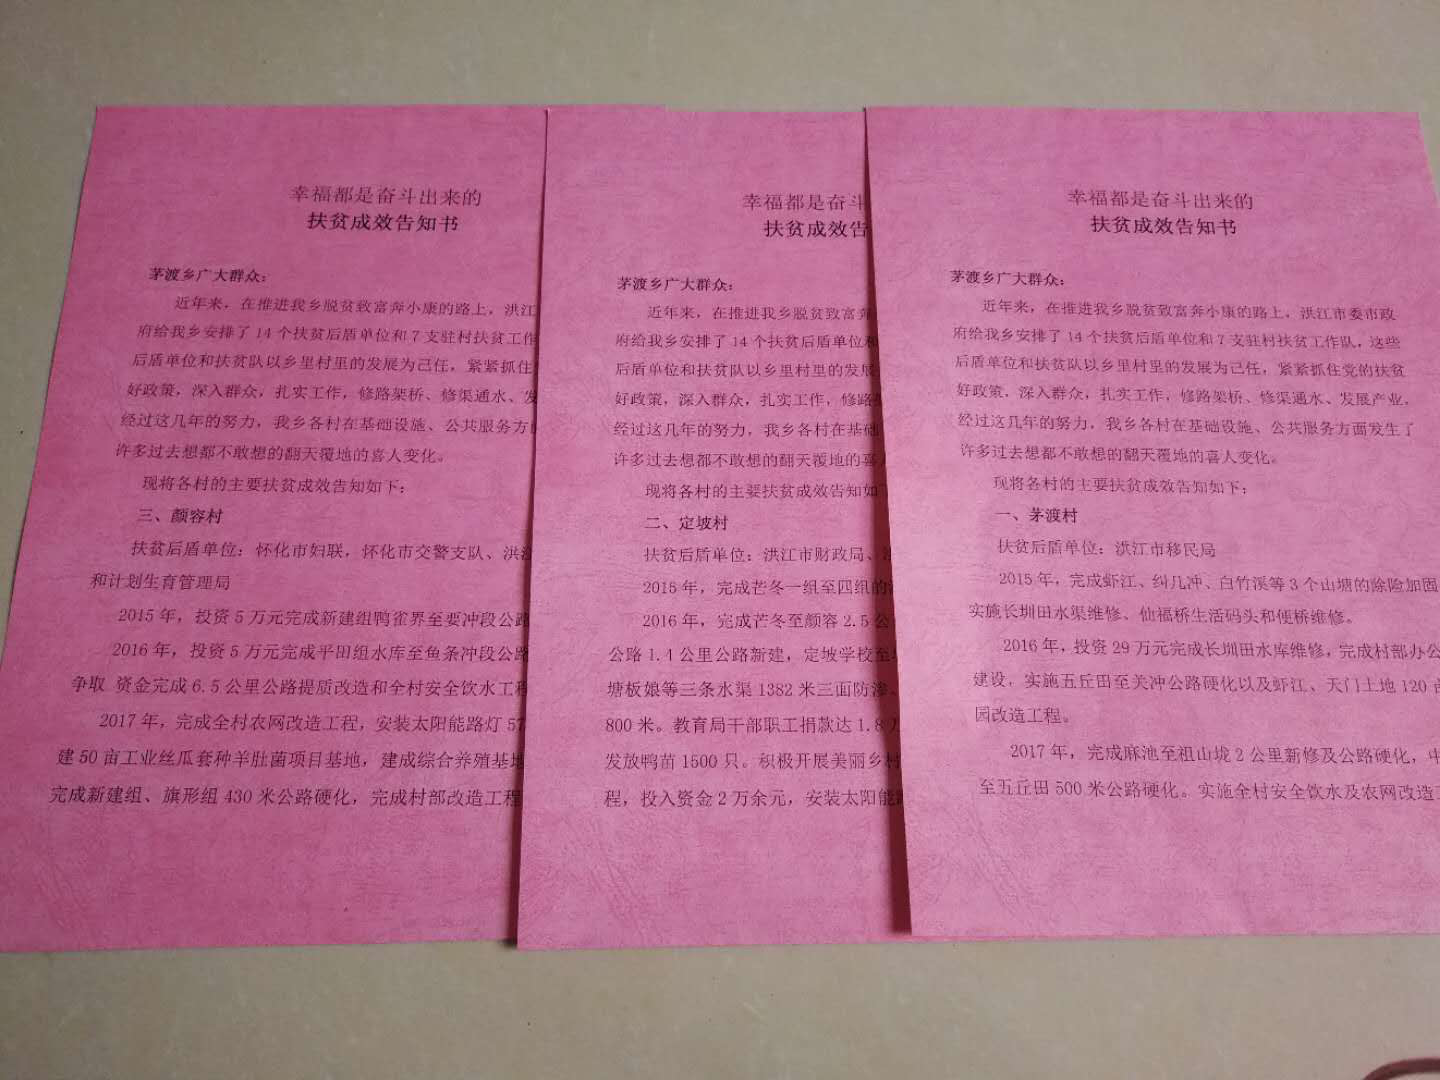 幸福都是奋斗出来的
扶贫成效告知书
茅渡乡广大群众：
近年来，在推进我乡脱贫致富奔小康的路上，洪江
府给我乡安排了14个扶贫后盾单位和7支驻村扶贫工作
后盾单位和扶贫队以乡里村里的发展为己任，紧紧抓住
好政策，深入群众，扎实工作，修路架桥、修渠通水、发
经过这几年的努力，我乡各村在基础设施、公共服务方
许多过去想都不敢想的翻天覆地的喜人变化。
现将各村的主要扶贫成效告知如下：
三、颜容村
扶贫后盾单位：怀化市妇联，怀化市交警支队、洪江
和计划生育管理局
2015年，投资5万元完成新建组鸭雀界至要冲段公路
2016年，投资5万元完成平田组水库至鱼条冲段公路
争取 资金完成6.5公里公路提质改造和全村安全饮水工程
2017年，完成全村农网改造工程，安装太阳能路灯57
建50亩工业丝瓜套种羊肚菌项目基地，建成综合养殖基地
完成新建组、旗形组430米公路硬化，完成村部改造工程
幸福都是奋斗
扶贫成效告
茅渡乡广大群众：
近年来，在推进我乡脱贫致富奔
府给我乡安排了14个扶贫后盾单位和
后盾单位和扶贫队以乡里村里的发展
好政策，深入群众，扎实工作，修路架
经过这几年的努力，我乡各村在基础
许多过去想都不敢想的翻天覆地的喜人
现将各村的主要扶贫成效告知如
二、定坡村
扶贫后盾单位：洪江市财政局、
2015年，完成芒冬一组至四组的
2016年，完成芒冬至颜容2.5公
公路1.4公里公路新建，定坡学校至
塘板娘等三条水渠1382米三面防渗、
800米。教育局干部职工捐款达1.8万
发放鸭苗1500只。积极开展美丽乡村
程，投入资金2万余元，安装太阳能
幸福都是奋斗出来的
扶贫成效告知书
茅渡乡广大群众：
近年来，在推进我乡脱贫致富奔小康的路上，洪江市委市政
府给我乡安排了14个扶贫后盾单位和7支驻村扶贫工作队，这些
后盾单位和扶贫队以乡里村里的发展为己任，紧紧抓住党的扶贫
好政策，深入群众，扎实工作，修路架桥、修渠通水、发展产业，
经过这几年的努力，我乡各村在基础设施、公共服务方面发生了
许多过去想都不敢想的翻天覆地的喜人变化。
现将各村的主要扶贫成效告知如下：
一、茅渡村
扶贫后盾单位：洪江市移民局
2015年，完成虾江、纠几冲、白竹溪等3个山塘的除险加固
实施长圳田水渠维修、仙福桥生活码头和便桥维修。
2016年，投资29万元完成长圳田水库维修，完成村部办公
建设，实施五丘田至关冲公路硬化以及虾江、天门土地120亩
园改造工程。
2017年，完成麻池至祖山垅2公里新修及公路硬化，
至五丘田500米公路硬化。实施全村安全饮水及农网改造工